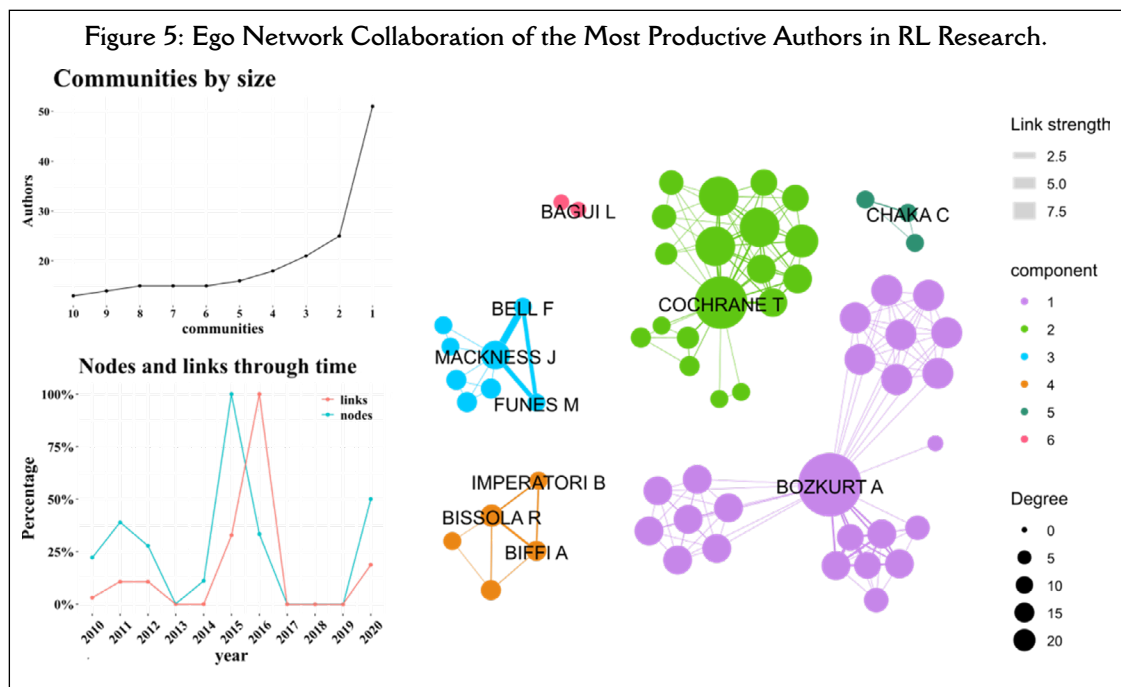 Figure 5: Ego Network Collaboration of the Most Productive Authors in RL Research.
Communities by size
50
40
30
20
Authors
10 9 8 7 6 5 4 3 2 1
communities
Nodes and links through time
100%
75%
50%
25%
0%
Percentage
links
nodes
2010 2011 2012 2013 2014 2015 2016 2017 2018 2019 2020
year
BAGUI L
CHAKA C
COCHRANE T
BELL F
MACKNESS J
FUNES M
IMPERATORI B
BISSOLA R
BIFFI A
BOZKURT A
Link strength
2.5
5.0
7.5
component
1
2
3
4
5
6
Degree
0
5
10
15
20